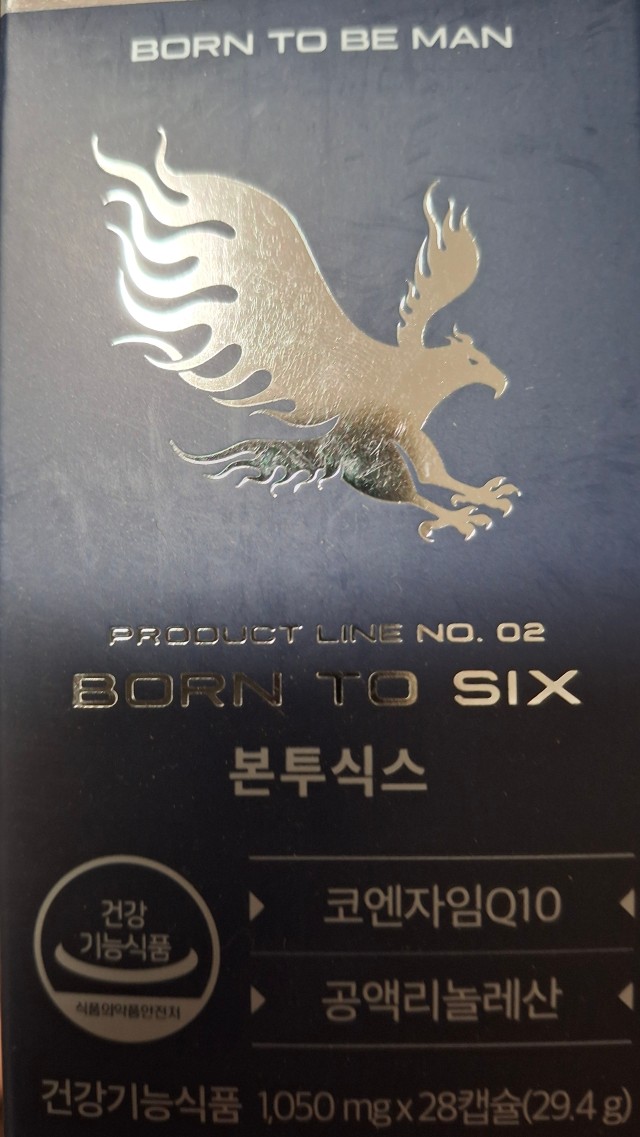 BORN TO BE MAN
PRODUCT LINE NO. 02
BORN TO SIX
본투식스
건강
기능식품
식품의약품안전처
코엔자임Q10
공액리놀레산
건강기능식품 1,050 mg x 28캡슐(29.4 g)